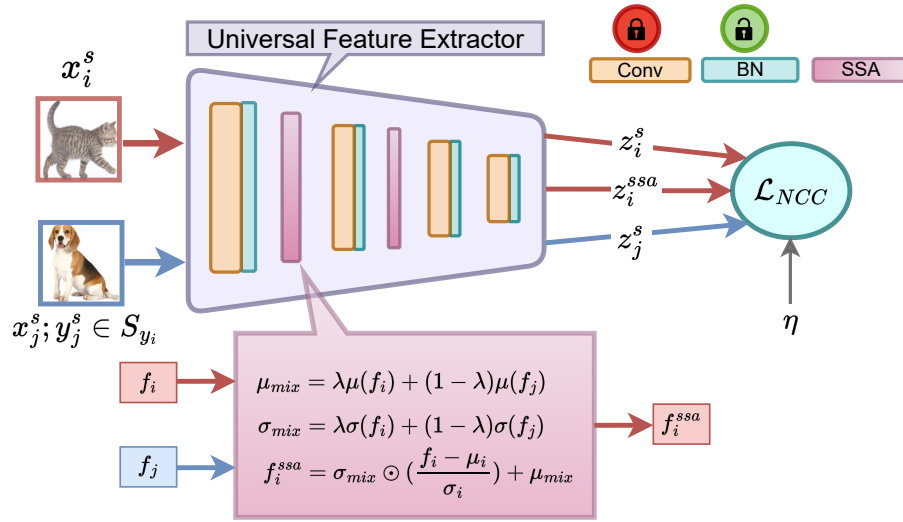 Universal Feature Extractor
Conv BN SSA
x_i^s
z_i^s
z_i^{ssa}
z_j^s
\mathcal{L}_{NCC}
x_j^s; y_j^s ∈ S_{y_i}
η
f_i
μ_{mix} = λμ(f_i) + (1 − λ)μ(f_j)
σ_{mix} = λσ(f_i) + (1 − λ)σ(f_j)
f_i^{ssa}
f_j
f_i^{ssa} = σ_{mix} ⊙ (\frac{f_i − μ_i}{σ_i}) + μ_{mix}